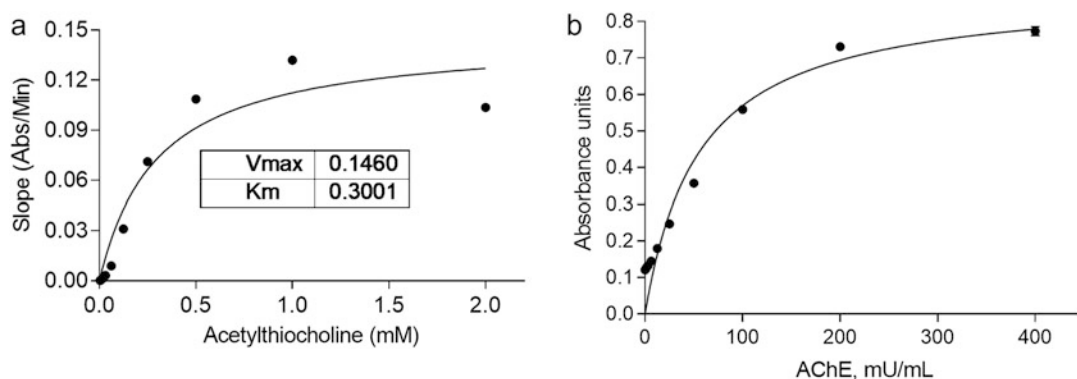 a
0.15
0.12
0.09
0.06
0.03
0.00
Slope (Abs/Min)
Vmax 0.1460
Km 0.3001
0.0 0.5 1.0 1.5 2.0
Acetylthiocholine (mM)
b
0.8
0.7
0.6
0.5
0.4
0.3
0.2
0.1
0.0
Absorbance units
0 100 200 300 400
AChE, mU/mL